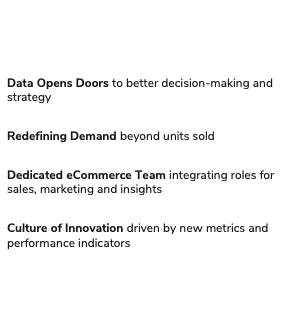 Data Opens Doors to better decision-making and
strategy
Redefining Demand beyond units sold
Dedicated eCommerce Team integrating roles for
sales, marketing and insights
Culture of Innovation driven by new metrics and
performance indicators